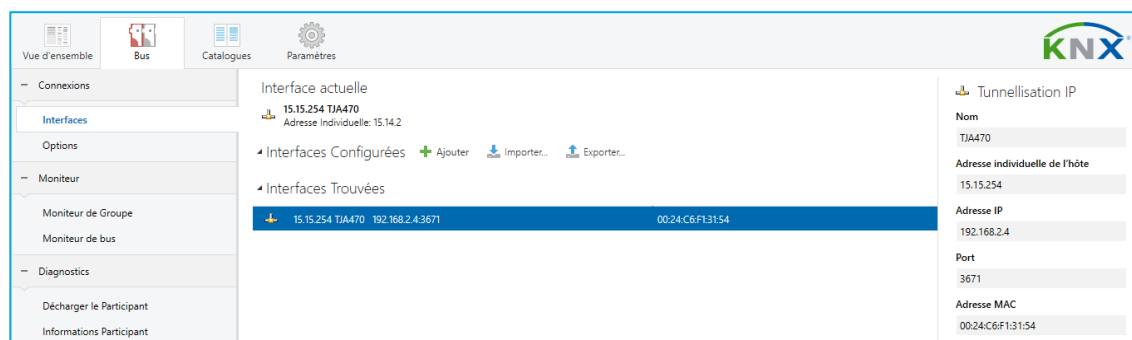 Vue d'ensemble
Bus
Catalogues
Paramètres
KNX
Connexions
Interfaces
Options
Moniteur
Moniteur de Groupe
Moniteur de bus
Diagnostics
Décharger le Participant
Informations Participant
Interface actuelle
15.15.254 TJA470
Adresse Individuelle: 15.14.2
Interfaces Configurées Ajouter Importer... Exporter...
Interfaces Trouvées
15.15.254 TJA470 192.168.2.4:3671 00:24:C6:F1:31:54
Tunnellisation IP
Nom
TJA470
Adresse individuelle de l'hôte
15.15.254
Adresse IP
192.168.2.4
Port
3671
Adresse MAC
00:24:C6:F1:31:54